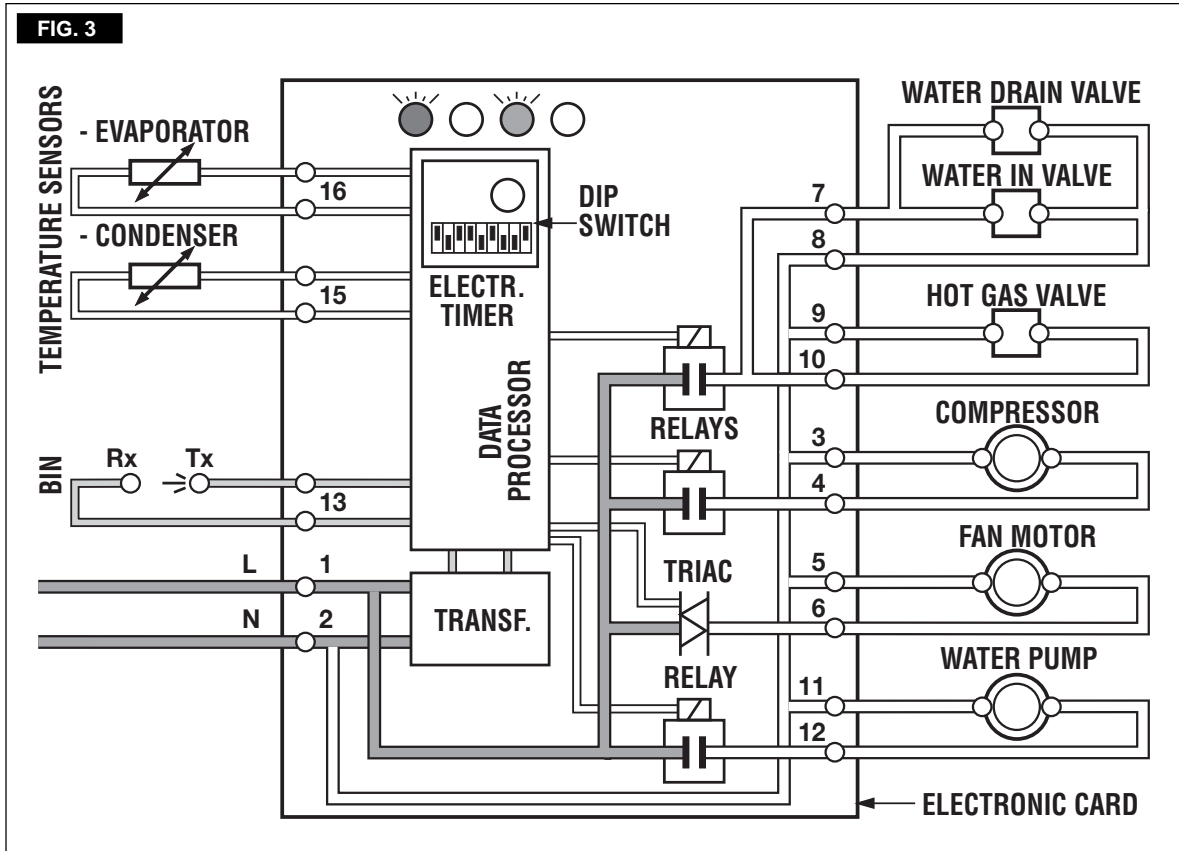 FIG. 3
TEMPERATURE SENSORS
- EVAPORATOR
16
- CONDENSER
15
BIN
Rx
Tx
13
L
1
N
2
DIP
SWITCH
ELECTR.
TIMER
DATA
PROCESSOR
TRANSF.
RELAYS
TRIAC
RELAY
WATER DRAIN VALVE
WATER IN VALVE
7
8
HOT GAS VALVE
9
10
COMPRESSOR
3
4
FAN MOTOR
5
6
WATER PUMP
11
12
ELECTRONIC CARD